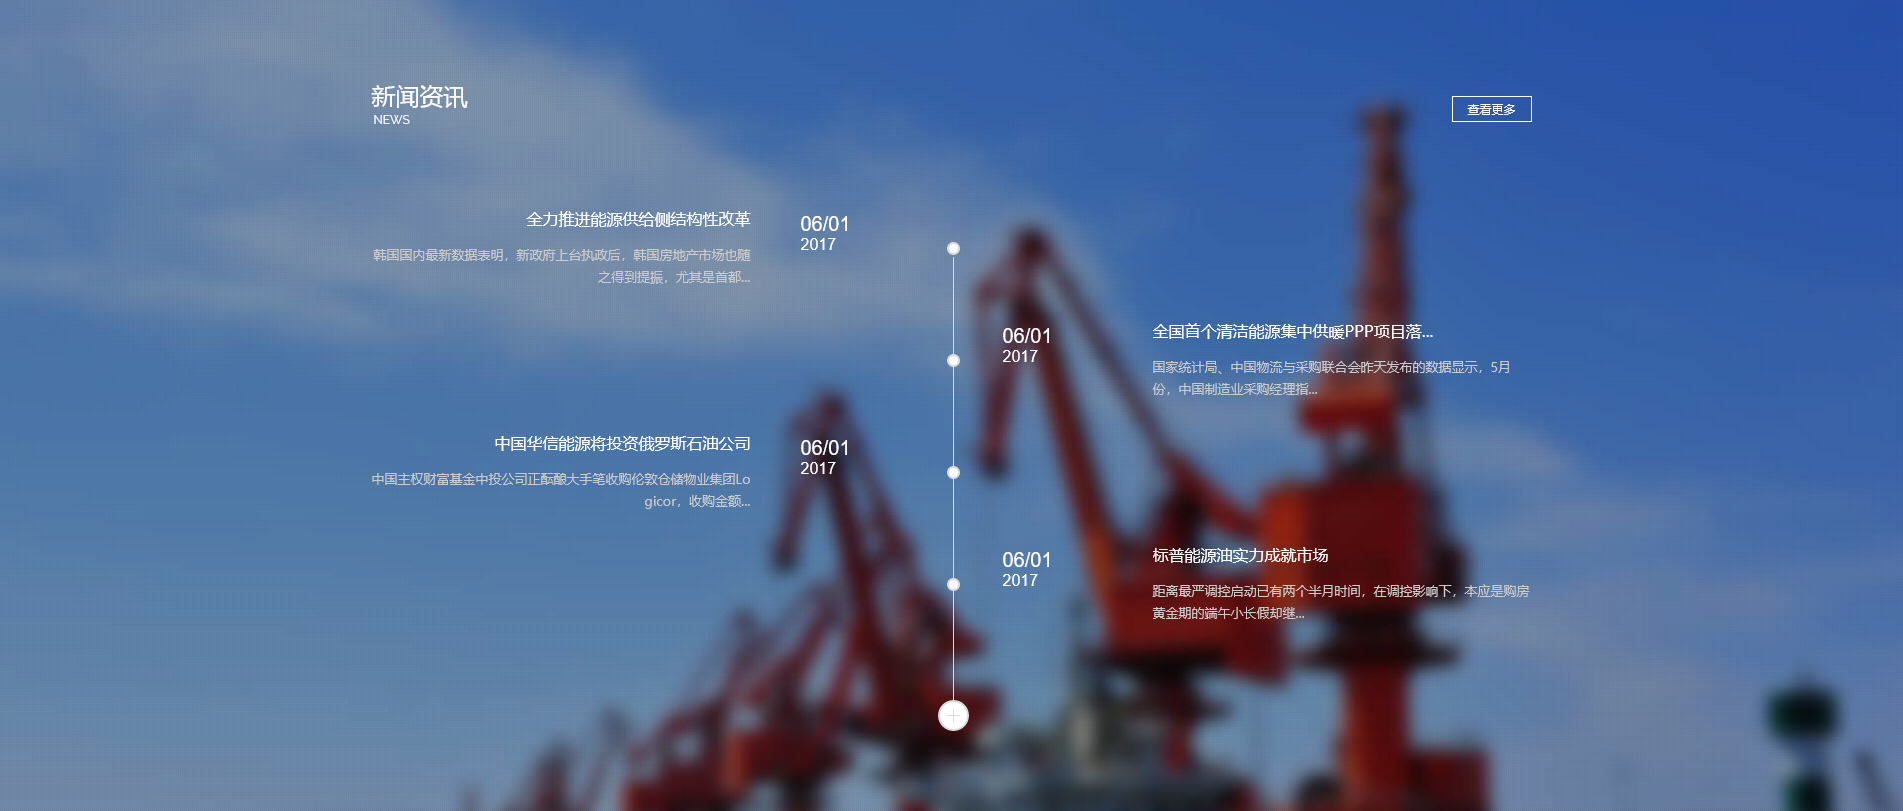 新闻资讯
NEWS
查看更多
全力推进能源供给侧结构性改革
韩国国内最新数据表明，新政府上台执政后，韩国房地产市场也随
之得到提振，尤其是首都...
06/01
2017
06/01
2017
全国首个清洁能源集中供暖PPP项目落...
国家统计局、中国物流与采购联合会昨天发布的数据显示，5月
份，中国制造业采购经理指...
中国华信能源将投资俄罗斯石油公司
中国主权财富基金中投公司正酝酿大手笔收购伦敦仓储物业集团Lo
gicor，收购金额...
06/01
2017
06/01
2017
标普能源油实力成就市场
距离最严调控启动已有两个半月时间，在调控影响下，本应是购房
黄金期的端午小长假却继...